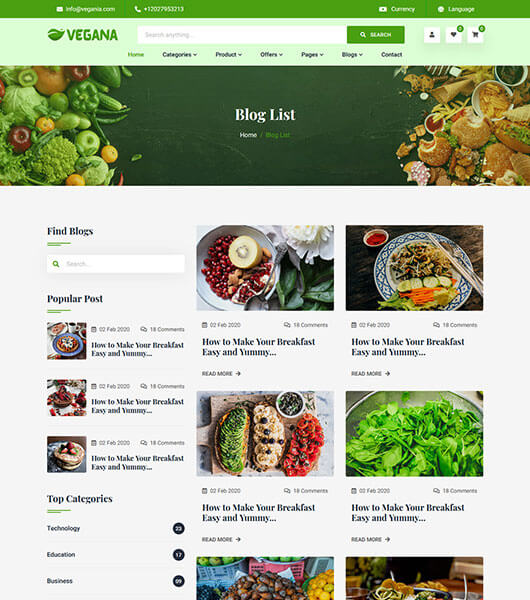 info@vegania.com
+12027953213
Currency
Language
VEGANA
Search anything...
SEARCH
0
0
Home
Categories
Product
Offers
Pages
Blogs
Contact
Blog List
Home / Blog List
Find Blogs
Search...
Popular Post
02 Feb 2020 18 Comments
How to Make Your Breakfast
Easy and Yummy...
02 Feb 2020 18 Comments
How to Make Your Breakfast
Easy and Yummy...
02 Feb 2020 18 Comments
How to Make Your Breakfast
Easy and Yummy...
Top Categories
Technology 23
Education 17
Business 09
02 Feb 2020 18 Comments
How to Make Your Breakfast
Easy and Yummy...
READ MORE
02 Feb 2020 18 Comments
How to Make Your Breakfast
Easy and Yummy...
READ MORE
02 Feb 2020 18 Comments
How to Make Your Breakfast
Easy and Yummy...
READ MORE
02 Feb 2020 18 Comments
How to Make Your Breakfast
Easy and Yummy...
READ MORE